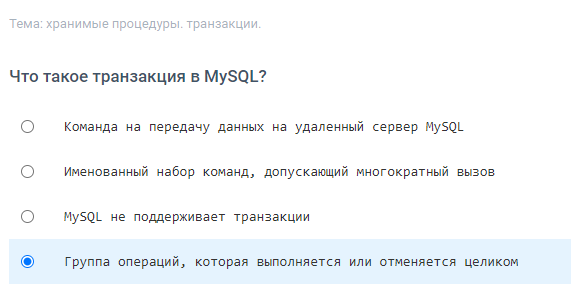 Тема: хранимые процедуры. транзакции.
Что такое транзакция в MySQL?
Команда на передачу данных на удаленный сервер MySQL
Именованный набор команд, допускающий многократный вызов
MySQL не поддерживает транзакции
Группа операций, которая выполняется или отменяется целиком